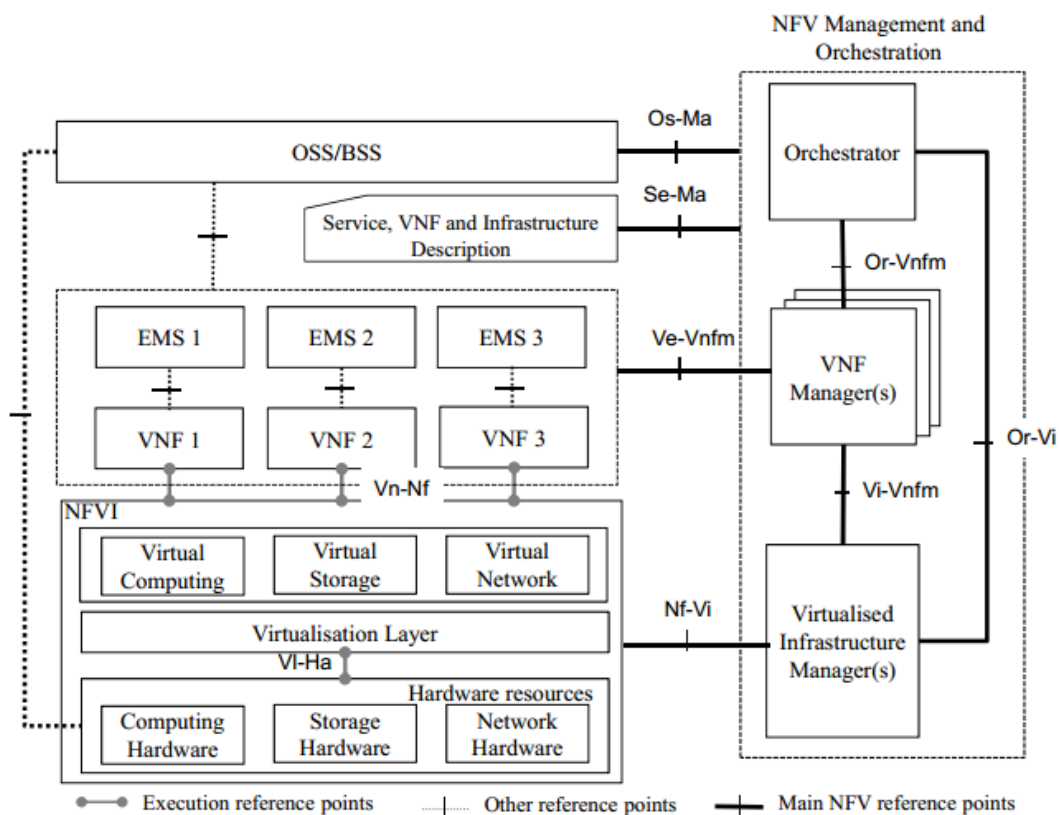 NFV Management and
Orchestration
Os-Ma
OSS/BSS
Orchestrator
Se-Ma
Service, VNF and Infrastructure
Description
Or-Vnfm
EMS 1
EMS 2
EMS 3
Ve-Vnfm
VNF
Manager(s)
VNF 1
VNF 2
VNF 3
Or-Vi
Vn-Nf
Vi-Vnfm
NFVI
Virtual
Computing
Virtual
Storage
Virtual
Network
Nf-Vi
Virtualised
Infrastructure
Manager(s)
Virtualisation Layer
Vl-Ha
Hardware resources
Computing
Hardware
Storage
Hardware
Network
Hardware
Execution reference points
Other reference points
Main NFV reference points